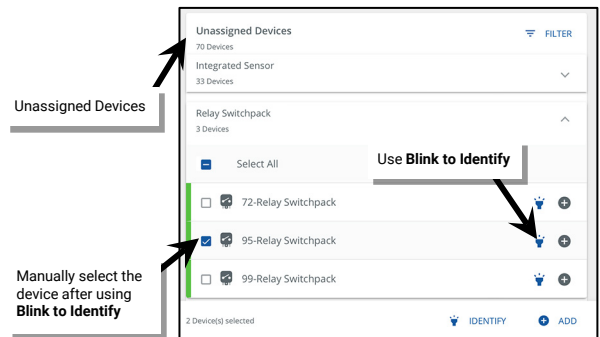 Unassigned Devices
70 Devices
FILTER
Integrated Sensor
33 Devices
Unassigned Devices
Relay Switchpack
3 Devices
Select All
Use Blink to Identify
72-Relay Switchpack
95-Relay Switchpack
99-Relay Switchpack
Manually select the
device after using
Blink to Identify
2 Device(s) selected
IDENTIFY
ADD